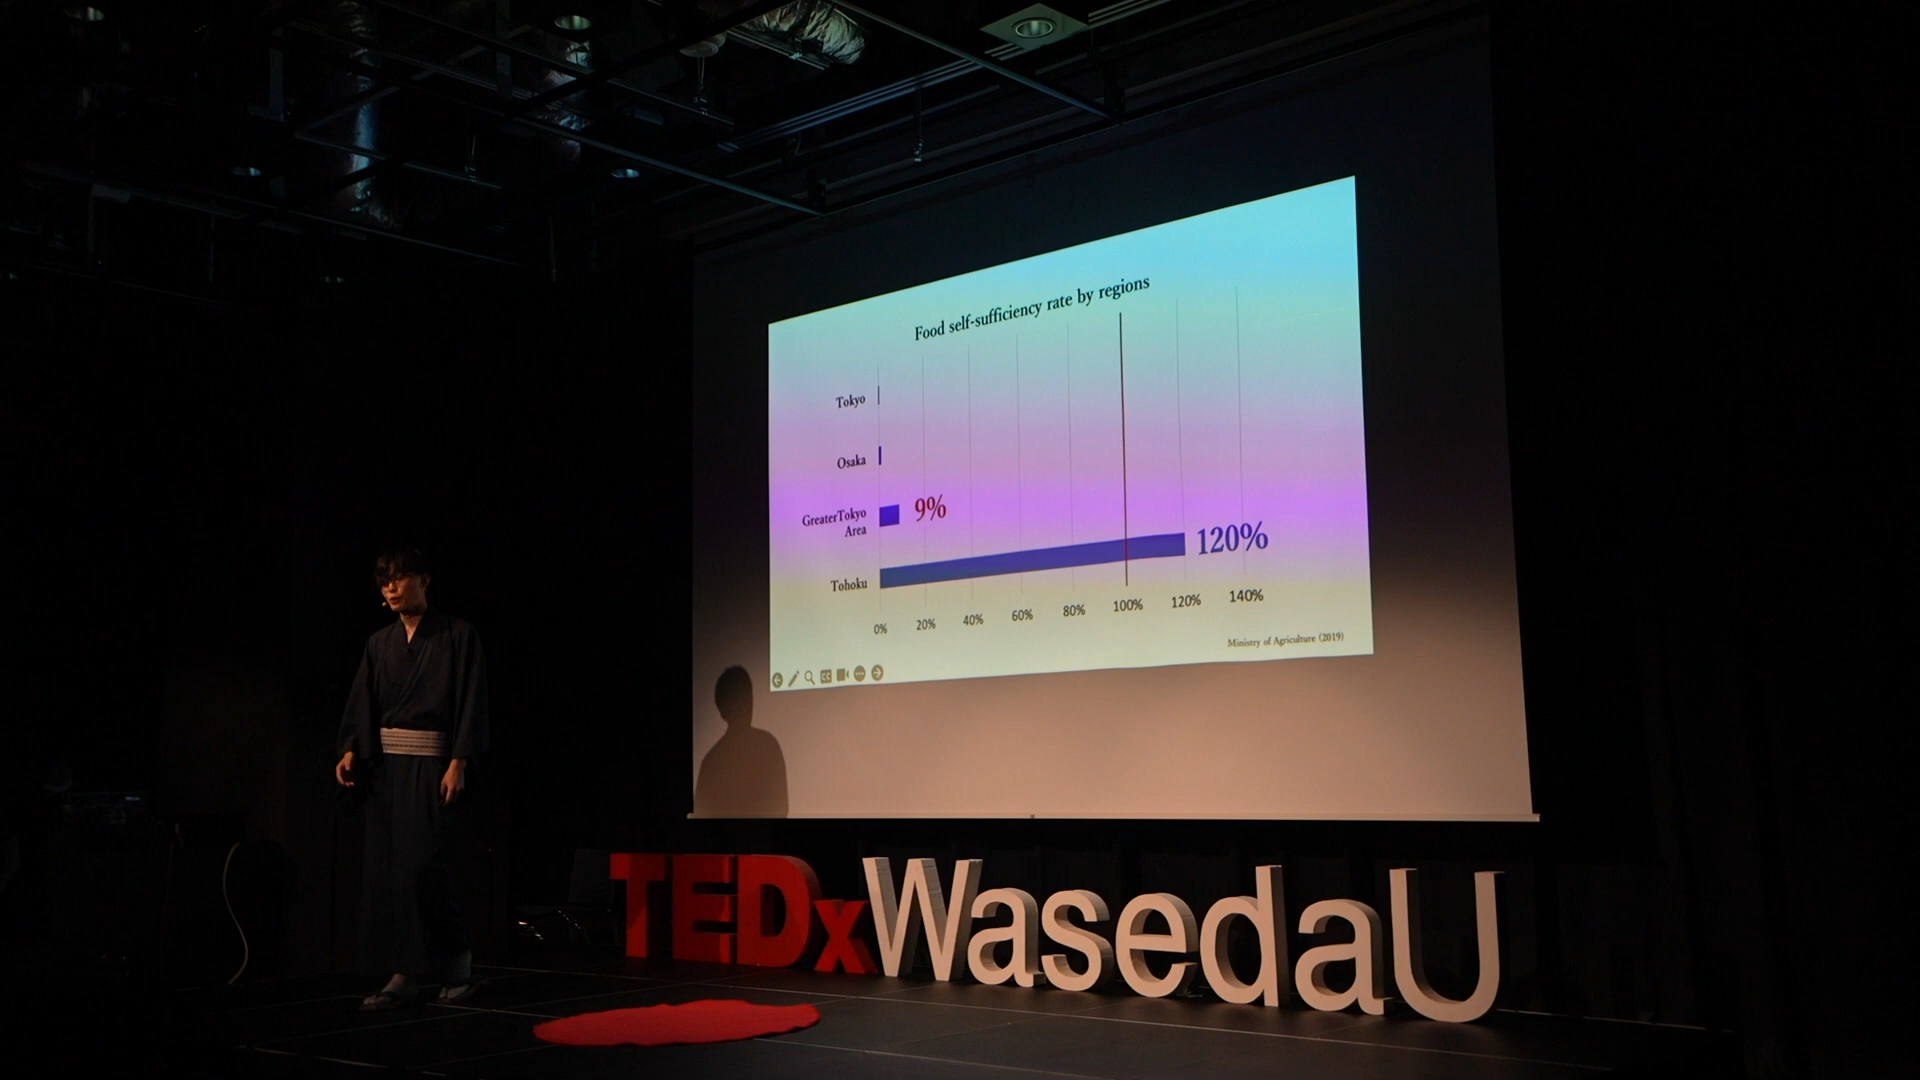 Food self-sufficiency rate by regions
Tokyo
Osaka
GreaterTokyo
Area
9%
Tohoku
120%
0% 20% 40% 60% 80% 100% 120% 140%
Ministry of Agriculture (2019)
CC
TEDxWasedaU